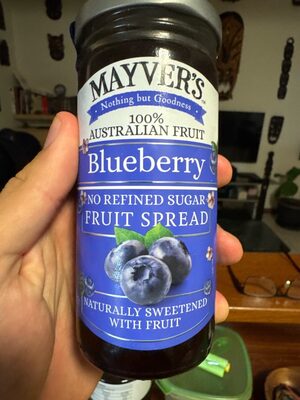 MAYVER'S
Nothing but Goodness
100%
AUSTRALIAN FRUIT
Blueberry
NO REFINED SUGAR
FRUIT SPREAD
NATURALLY SWEETENED
WITH FRUIT